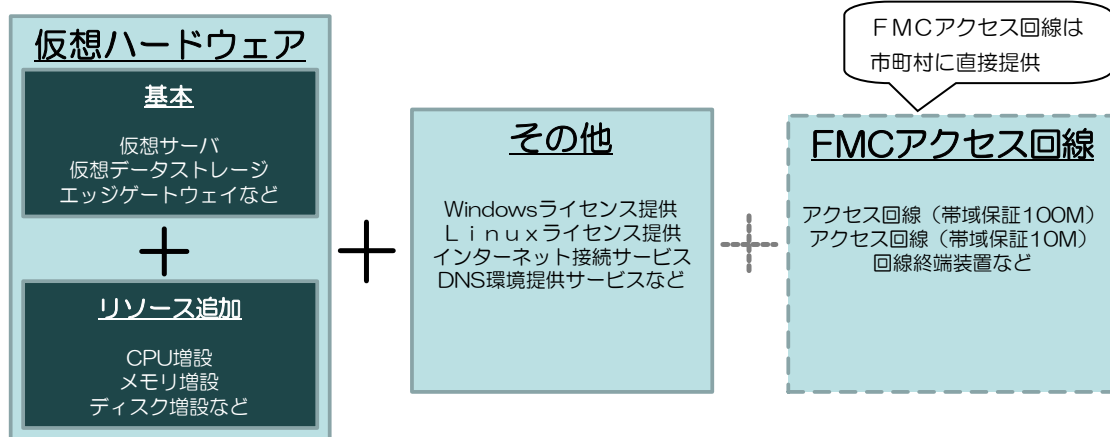 仮想ハードウェア
基本
仮想サーバ
仮想データストレージ
エッジゲートウェイなど
リソース追加
CPU増設
メモリ増設
ディスク増設など
その他
Windowsライセンス提供
Ｌｉｎｕｘライセンス提供
インターネット接続サービス
DNS環境提供サービスなど
ＦＭＣアクセス回線は
市町村に直接提供
FMCアクセス回線
アクセス回線（帯域保証100M）
アクセス回線（帯域保証10M）
回線終端装置など